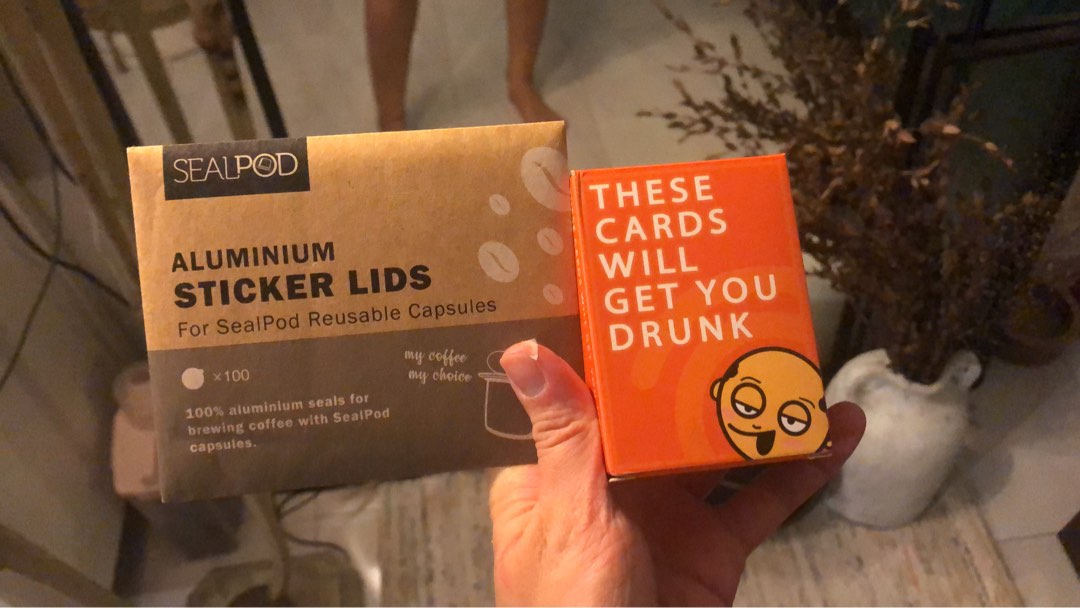 SEALPOD
ALUMINIUM
STICKER LIDS
For SealPod Reusable Capsules
my coffee
my choice
×100
100% aluminium seals for
brewing coffee with SealPod
capsules.
THESE
CARDS
WILL
GET YOU
DRUNK